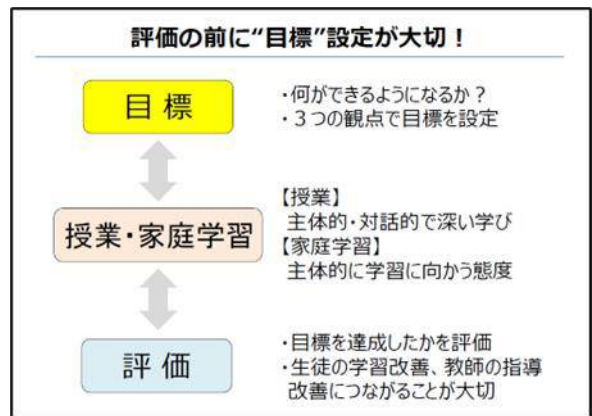 評価の前に“目標”設定が大切！
目 標
・何ができるようになるか？
・３つの観点で目標を設定
授業・家庭学習
【授業】
主体的・対話的で深い学び
【家庭学習】
主体的に学習に向かう態度
評 価
・目標を達成したかを評価
・生徒の学習改善、教師の指導
改善につながることが大切